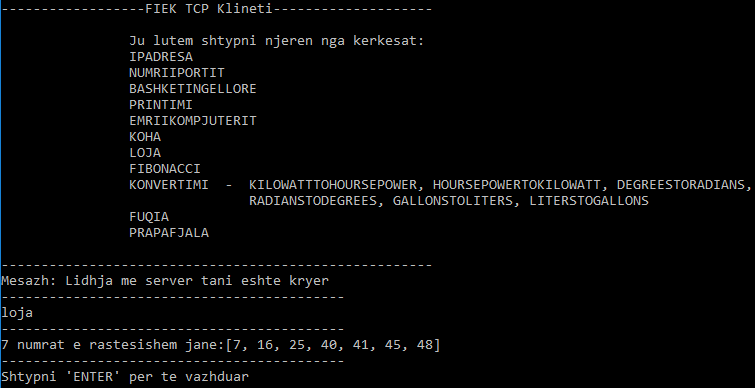 ------------------FIEK TCP Klineti--------------------
Ju lutem shtypni njeren nga kerkesat:
IPADRESA
NUMRIIPORTIT
BASHKETINGELLORE
PRINTIMI
EMRIIKOMPJUTERIT
KOHA
LOJA
FIBONACCI
KONVERTIMI  -  KILOWATTTOHOURSEPOWER, HOURSEPOWERTOKILOWATT, DEGREESTORADIANS,
RADIANSTODEGREES, GALLONSTOLITERS, LITERSTOGALLONS
FUQIA
PRAPAFJALA
------------------------------------------------------
Mesazh: Lidhja me server tani eshte kryer
-------------------------------------------
loja
-------------------------------------------
7 numrat e rastesishem jane:[7, 16, 25, 40, 41, 45, 48]
-------------------------------------------
Shtypni 'ENTER' per te vazhduar